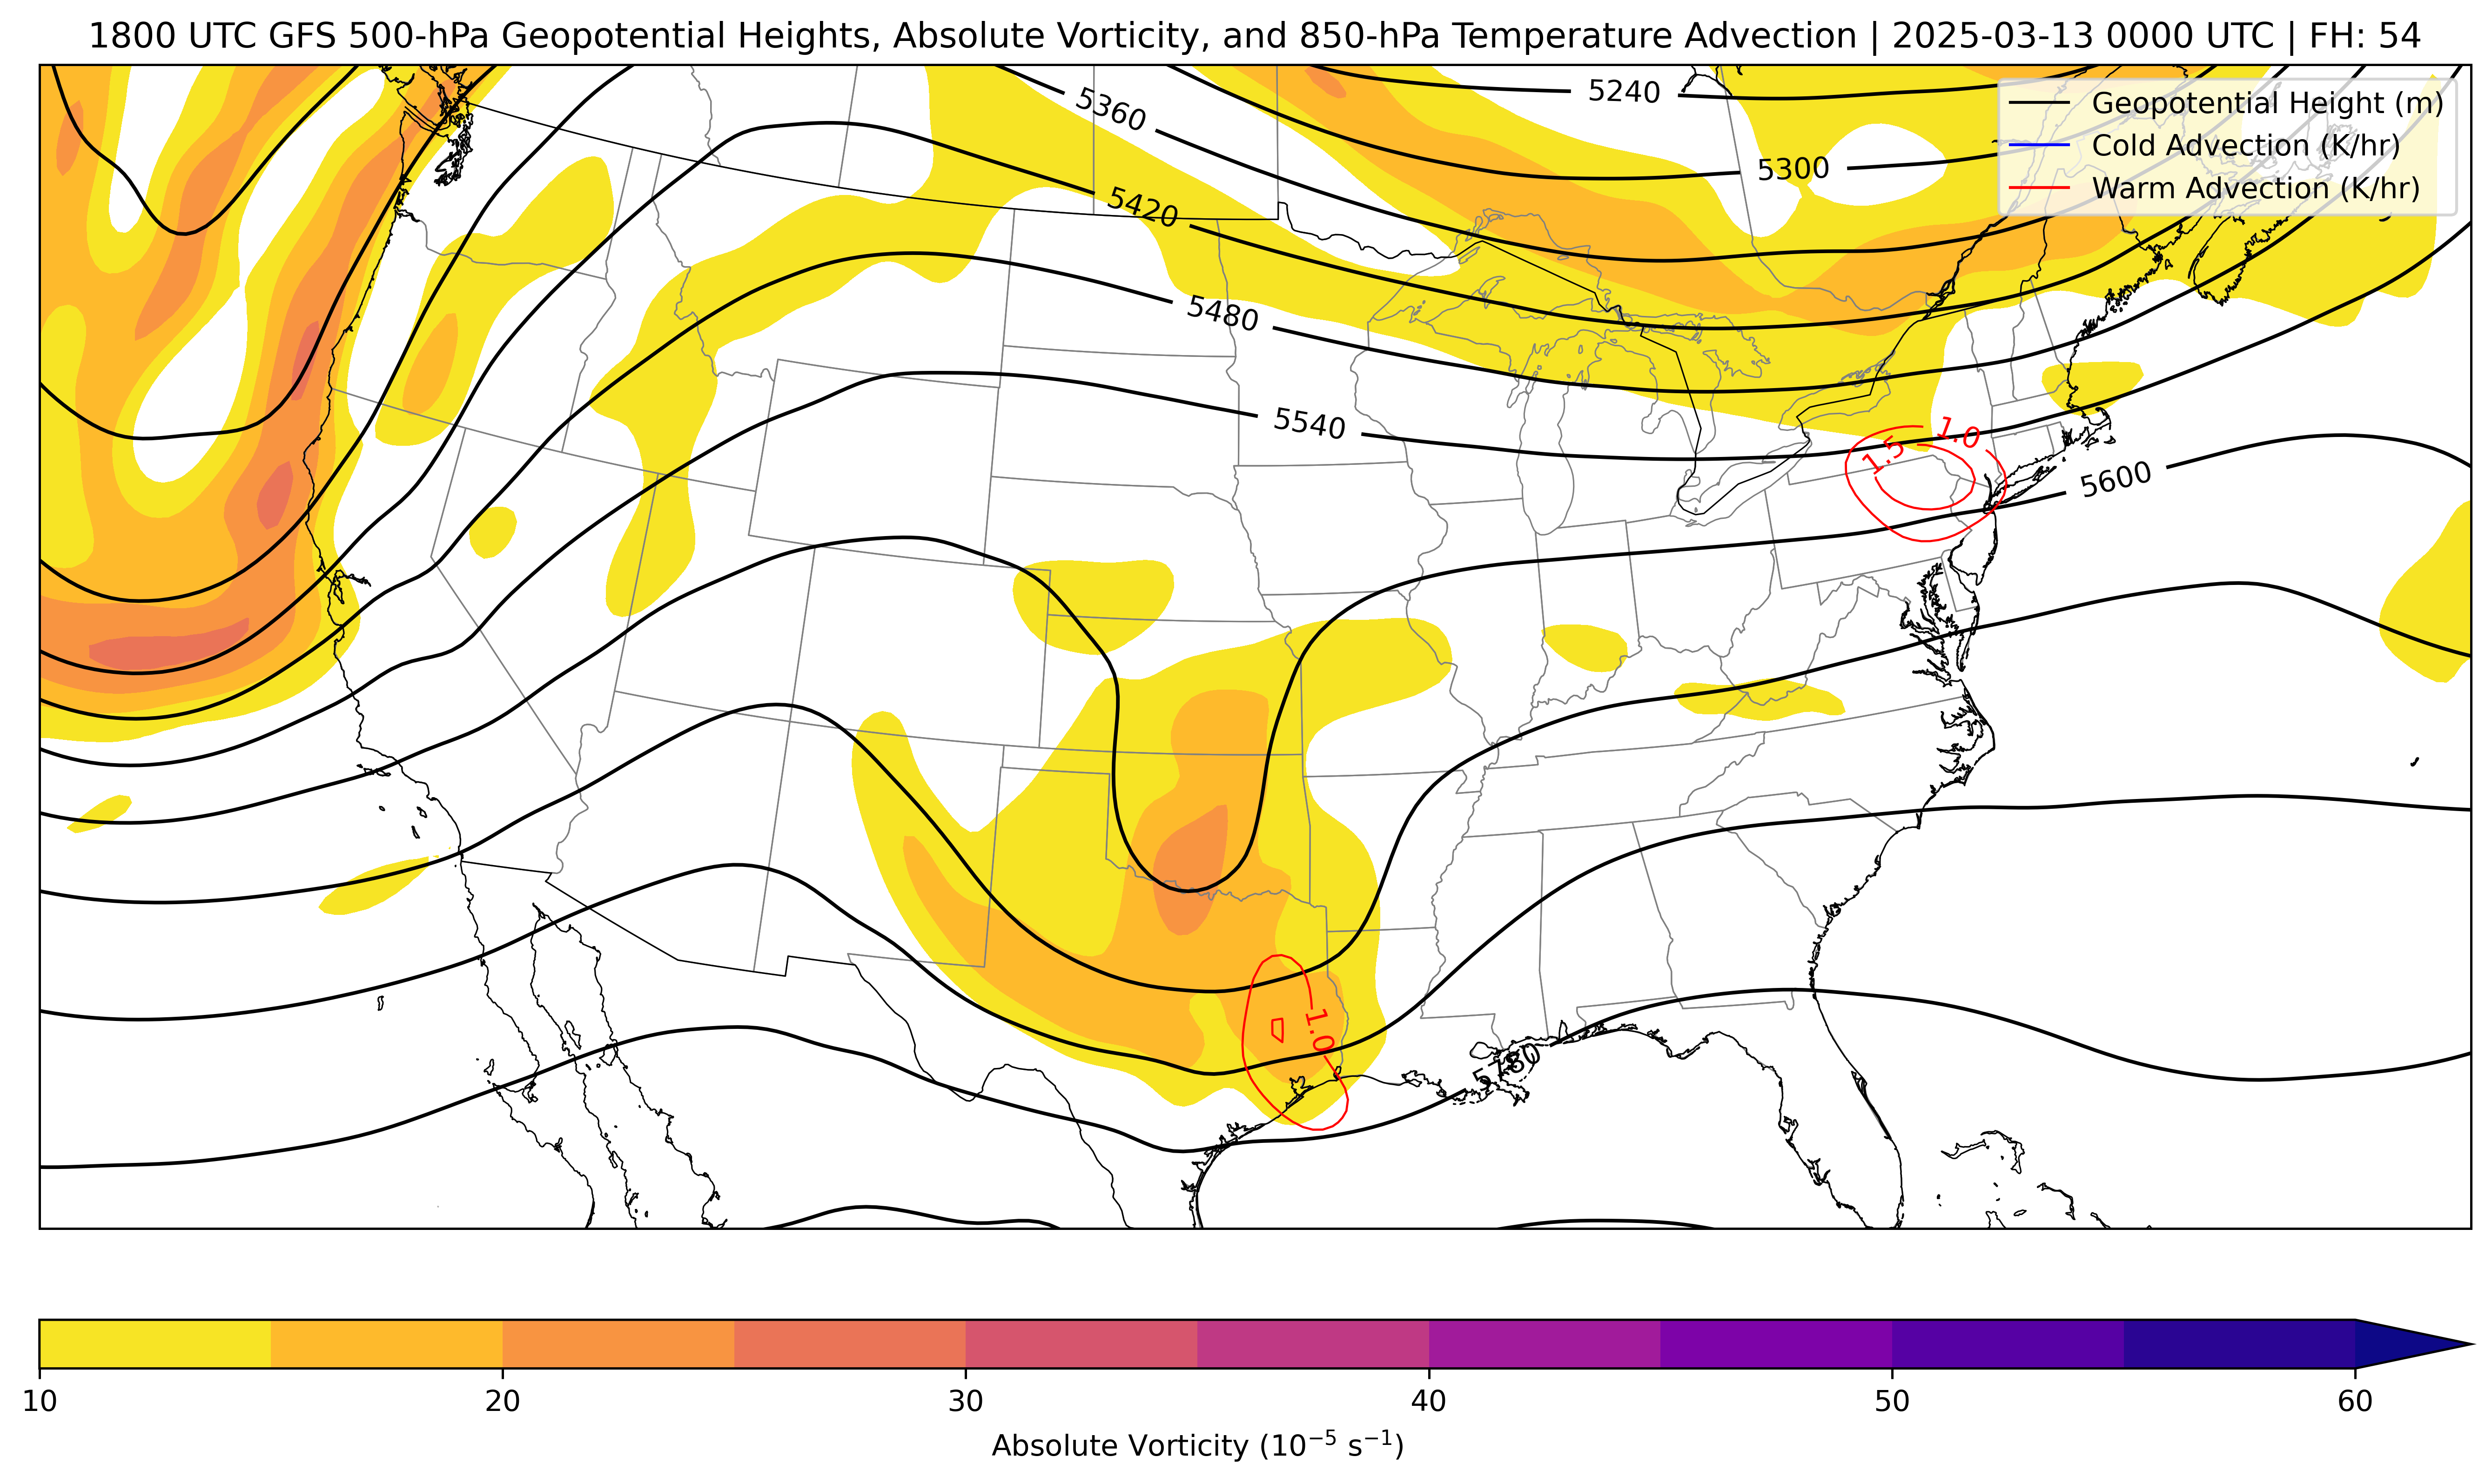 1800 UTC GFS 500-hPa Geopotential Heights, Absolute Vorticity, and 850-hPa Temperature Advection | 2025-03-13 0000 UTC | FH: 54
5240
5360
Geopotential Height (m)
Cold Advection (K/hr)
Warm Advection (K/hr)
5300
5420
5480
5540
1.0
1.5
5600
1.0
5780
10 20 30 40 50 60
Absolute Vorticity (10⁻⁵ s⁻¹)